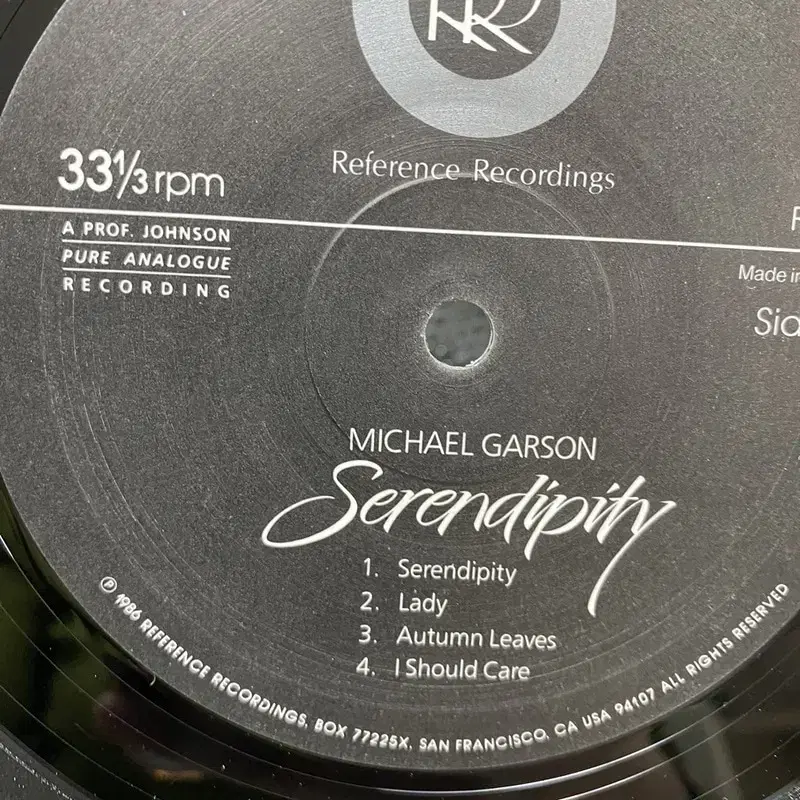 RR
33⅓ rpm
Reference Recordings
A PROF. JOHNSON
PURE ANALOGUE
RECORDING
Made in
MICHAEL GARSON
Serendipity
1. Serendipity
2. Lady
3. Autumn Leaves
4. I Should Care
℗ 1986 REFERENCE RECORDINGS, BOX 77225X, SAN FRANCISCO, CA USA 94107 ALL RIGHTS RESERVED